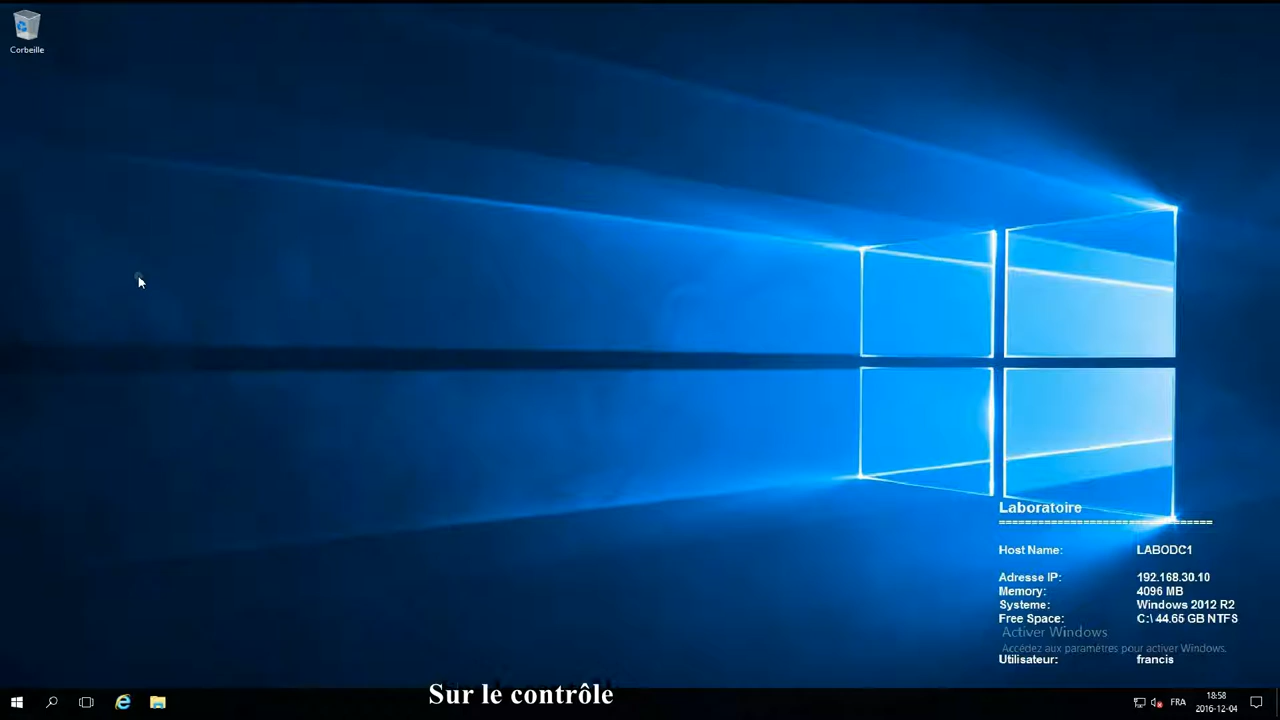 Corbeille
Laboratoire
================================
Host Name: LABODC1
Adresse IP: 192.168.30.10
Memory: 4096 MB
Systeme: Windows 2012 R2
Free Space: C:\ 44.65 GB NTFS
Activer Windows
Accédez aux paramètres pour activer Windows.
Utilisateur: francis
Sur le contrôle
FRA
18:58
2016-12-04